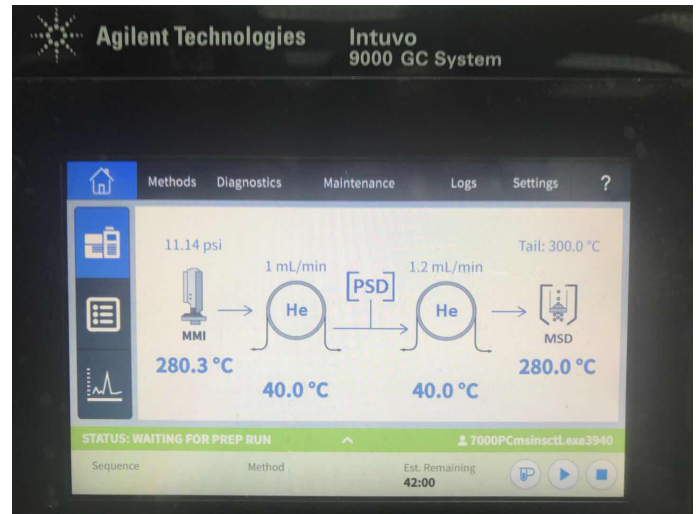 Agilent Technologies
Intuvo
9000 GC System
Methods Diagnostics Maintenance Logs Settings ?
11.14 psi
1 mL/min
1.2 mL/min
Tail: 300.0 °C
[PSD]
He
He
MMI
MSD
280.3 °C
40.0 °C
40.0 °C
280.0 °C
STATUS: WAITING FOR PREP RUN
7000PCmsinsctl.exe3940
Sequence
Method
Est. Remaining
42:00